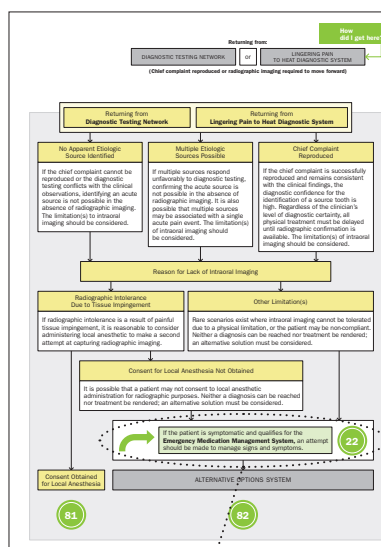 How
did I get here?
Returning from:
DIAGNOSTIC TESTING NETWORK
or
LINGERING PAIN
TO HEAT DIAGNOSTIC SYSTEM
(Chief complaint reproduced or radiographic imaging required to move forward)
Returning from
Diagnostic Testing Network
Returning from
Lingering Pain to Heat Diagnostic System
No Apparent Etiologic
Source Identified
If the chief complaint cannot be
reproduced or the diagnostic
testing conflicts with the clinical
observations, identifying an acute
source is not possible in the
absence of radiographic imaging.
The limitation(s) to intraoral
imaging should be considered.
Multiple Etiologic
Sources Possible
If multiple sources respond
unfavorably to diagnostic testing,
confirming the acute source is
not possible in the absence of
radiographic imaging. It is also
possible that multiple sources
may be associated with a single
acute pain event. The limitation(s)
of intraoral imaging should
be considered.
Chief Complaint
Reproduced
If the chief complaint is successfully
reproduced and remains consistent
with the clinical findings, the
diagnostic confidence for the
identification of a source tooth is
high. Regardless of the clinician's
level of diagnostic certainty, all
physical treatment must be delayed
until radiographic confirmation is
available. The limitation(s) of intraoral
imaging should be considered.
Reason for Lack of Intraoral Imaging
Radiographic Intolerance
Due to Tissue Impingement
If radiographic intolerance is a result of painful
tissue impingement, it is reasonable to consider
administering local anesthetic to make a second
attempt at capturing radiographic imaging.
Other Limitation(s)
Rare scenarios exist where intraoral imaging cannot be tolerated
due to a physical limitation, or the patient may be non-compliant.
Neither a diagnosis can be reached nor treatment be rendered;
an alternative solution must be considered.
Consent for Local Anesthesia Not Obtained
It is possible that a patient may not consent to local anesthetic
administration for radiographic purposes. Neither a diagnosis can be reached
nor treatment be rendered; an alternative solution must be considered.
If the patient is symptomatic and qualifies for the
Emergency Medication Management System, an attempt
should be made to manage signs and symptoms.
22
Consent Obtained
for Local Anesthesia
ALTERNATIVE OPTIONS SYSTEM
81
82